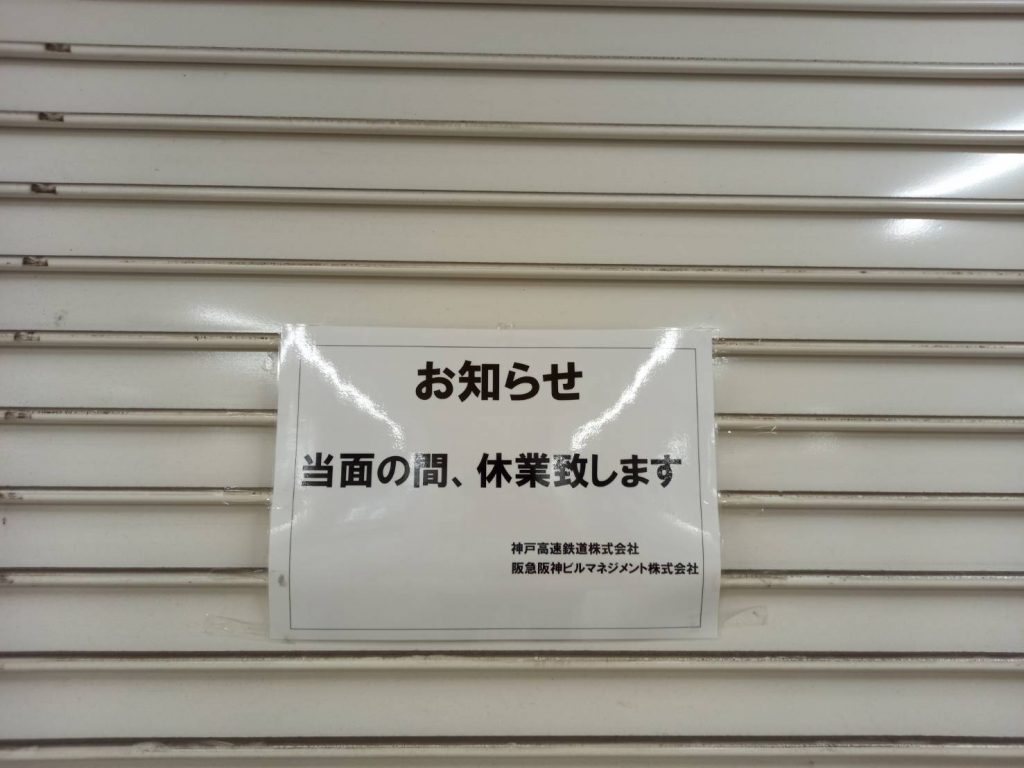 お知らせ
当面の間、休業致します
神戸高速鉄道株式会社
阪急阪神ビルマネジメント株式会社